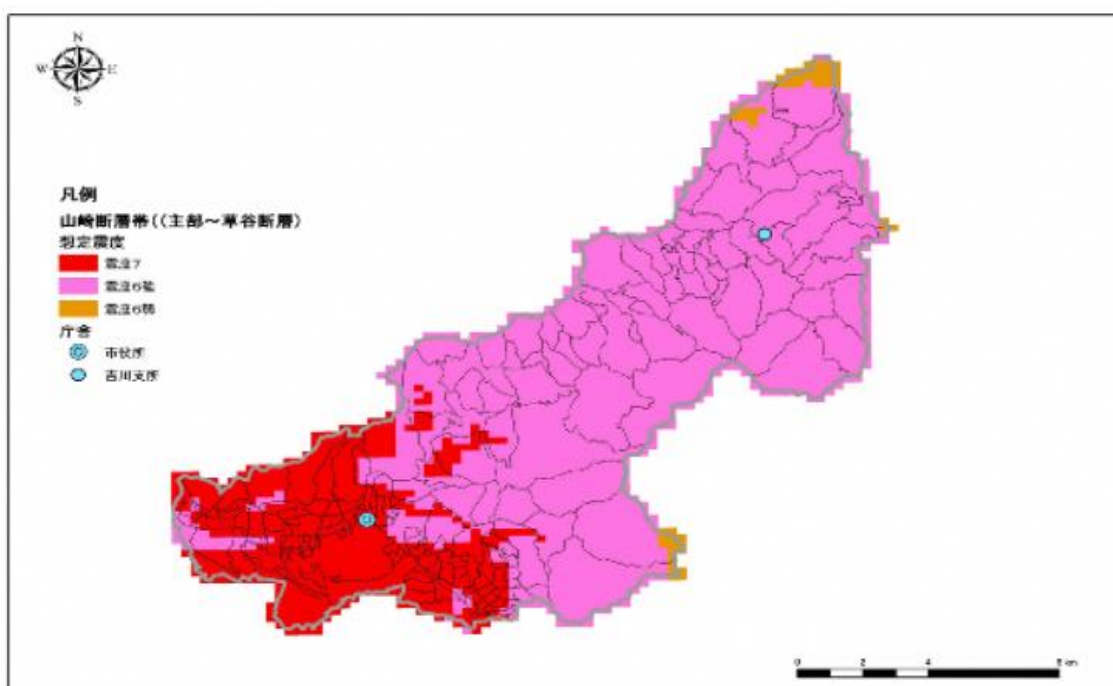 N
W E
S
凡例
山崎断層帯((主部～草谷断層)
想定震度
震度7
震度6強
震度6弱
庁舎
市役所
吉川支所
0 2 4 8 km